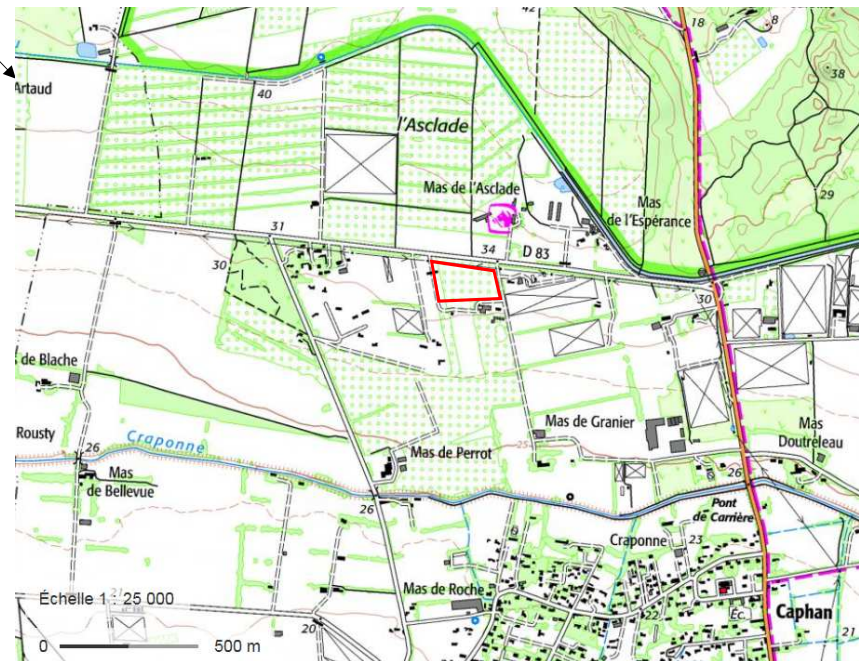 42
18
8
Artaud
40
38
l'Asclade
Mas de l'Asclade
29
Mas
de l'Espérance
31
34
D 83
30
30
de Blache
Mas de Granier
Mas
Doutreleau
Rousty
26
Craponne
25
Mas
de Bellevue
Mas de Perrot
26
26
Pont
de Carrière
Craponne
23
Échelle 1 : 25 000
21
Mas de Roche
22
Éc.
Caphan
20
21
0
500 m